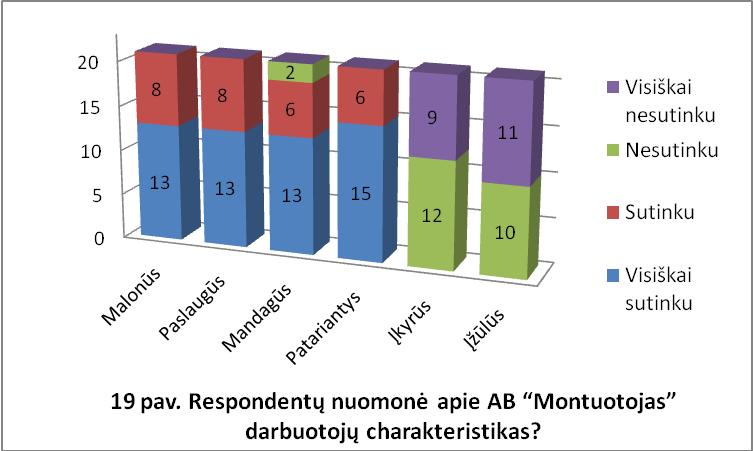 20
15
10
5
0
8
8
2
6
6
9
11
13
13
13
15
12
10
Malonūs
Paslaugūs
Mandagūs
Patariantys
Įkyrūs
Įžūlūs
Visiškai
nesutinku
Nesutinku
Sutinku
Visiškai
sutinku
19 pav. Respondentų nuomonė apie AB “Montuotojas”
darbuotojų charakteristikas?